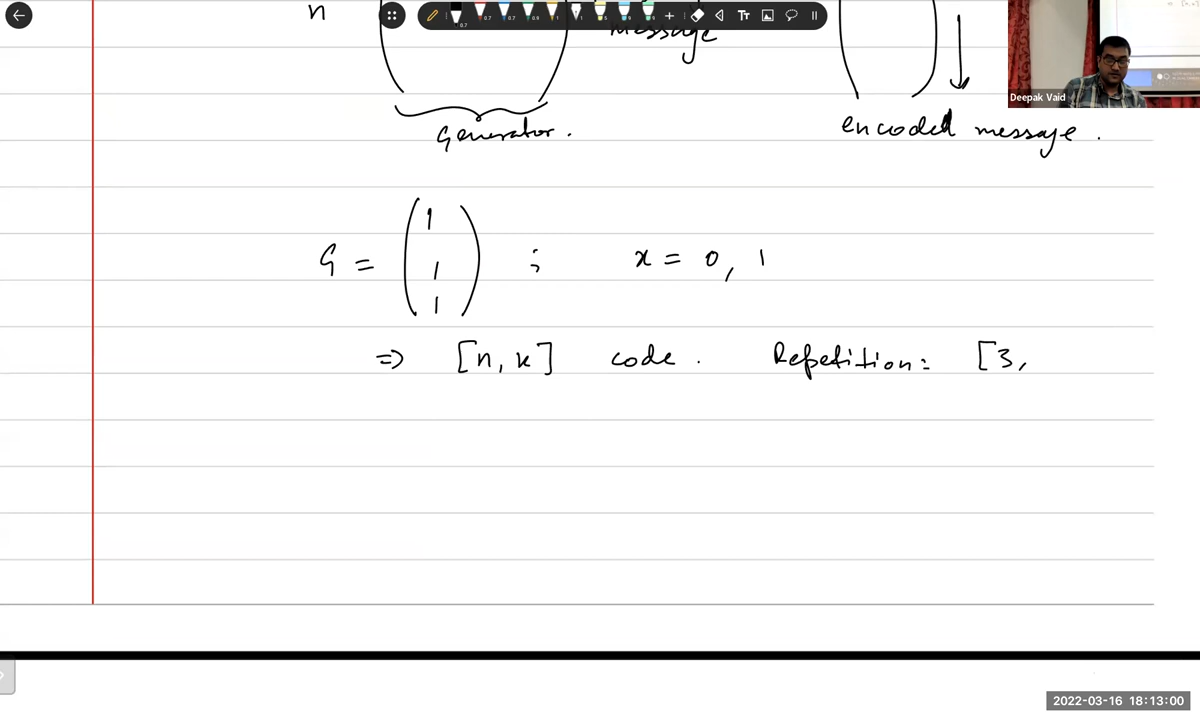 n
message
Deepak Vaid
Generator.
encoded message.
G = ( 1 1 1 ) ; x = 0, 1
=> [n, k] code. Repetition: [3,
2022-03-16 18:13:00